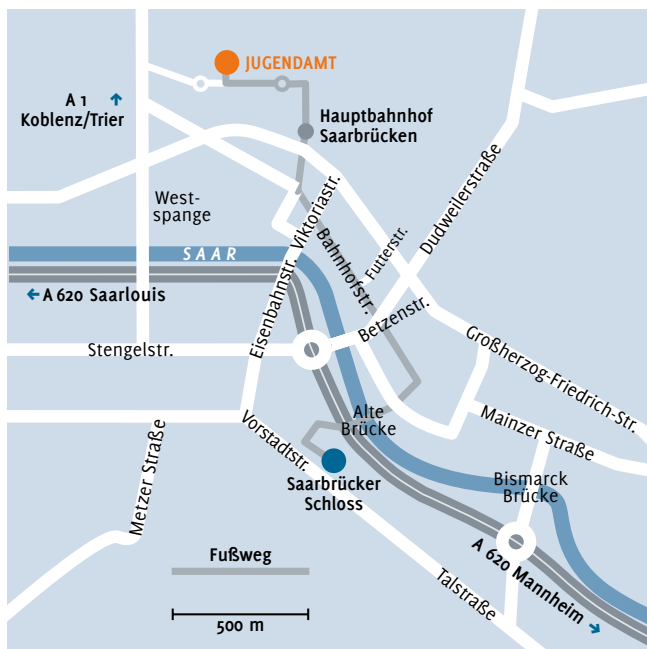 JUGENDAMT
A 1
Koblenz/Trier
Hauptbahnhof
Saarbrücken
Dudweilerstraße
West-
spange
Viktoriastr.
SAAR
Bahnhofstr.
Futterstr.
A 620 Saarlouis
Eisenbahnstr.
Betzenstr.
Stengelstr.
Großherzog-Friedrich-Str.
Alte
Brücke
Mainzer Straße
Vorstadtstr.
Metzer Straße
Saarbrücker
Schloss
Bismarck
Brücke
Fußweg
A 620 Mannheim
Talstraße
500 m